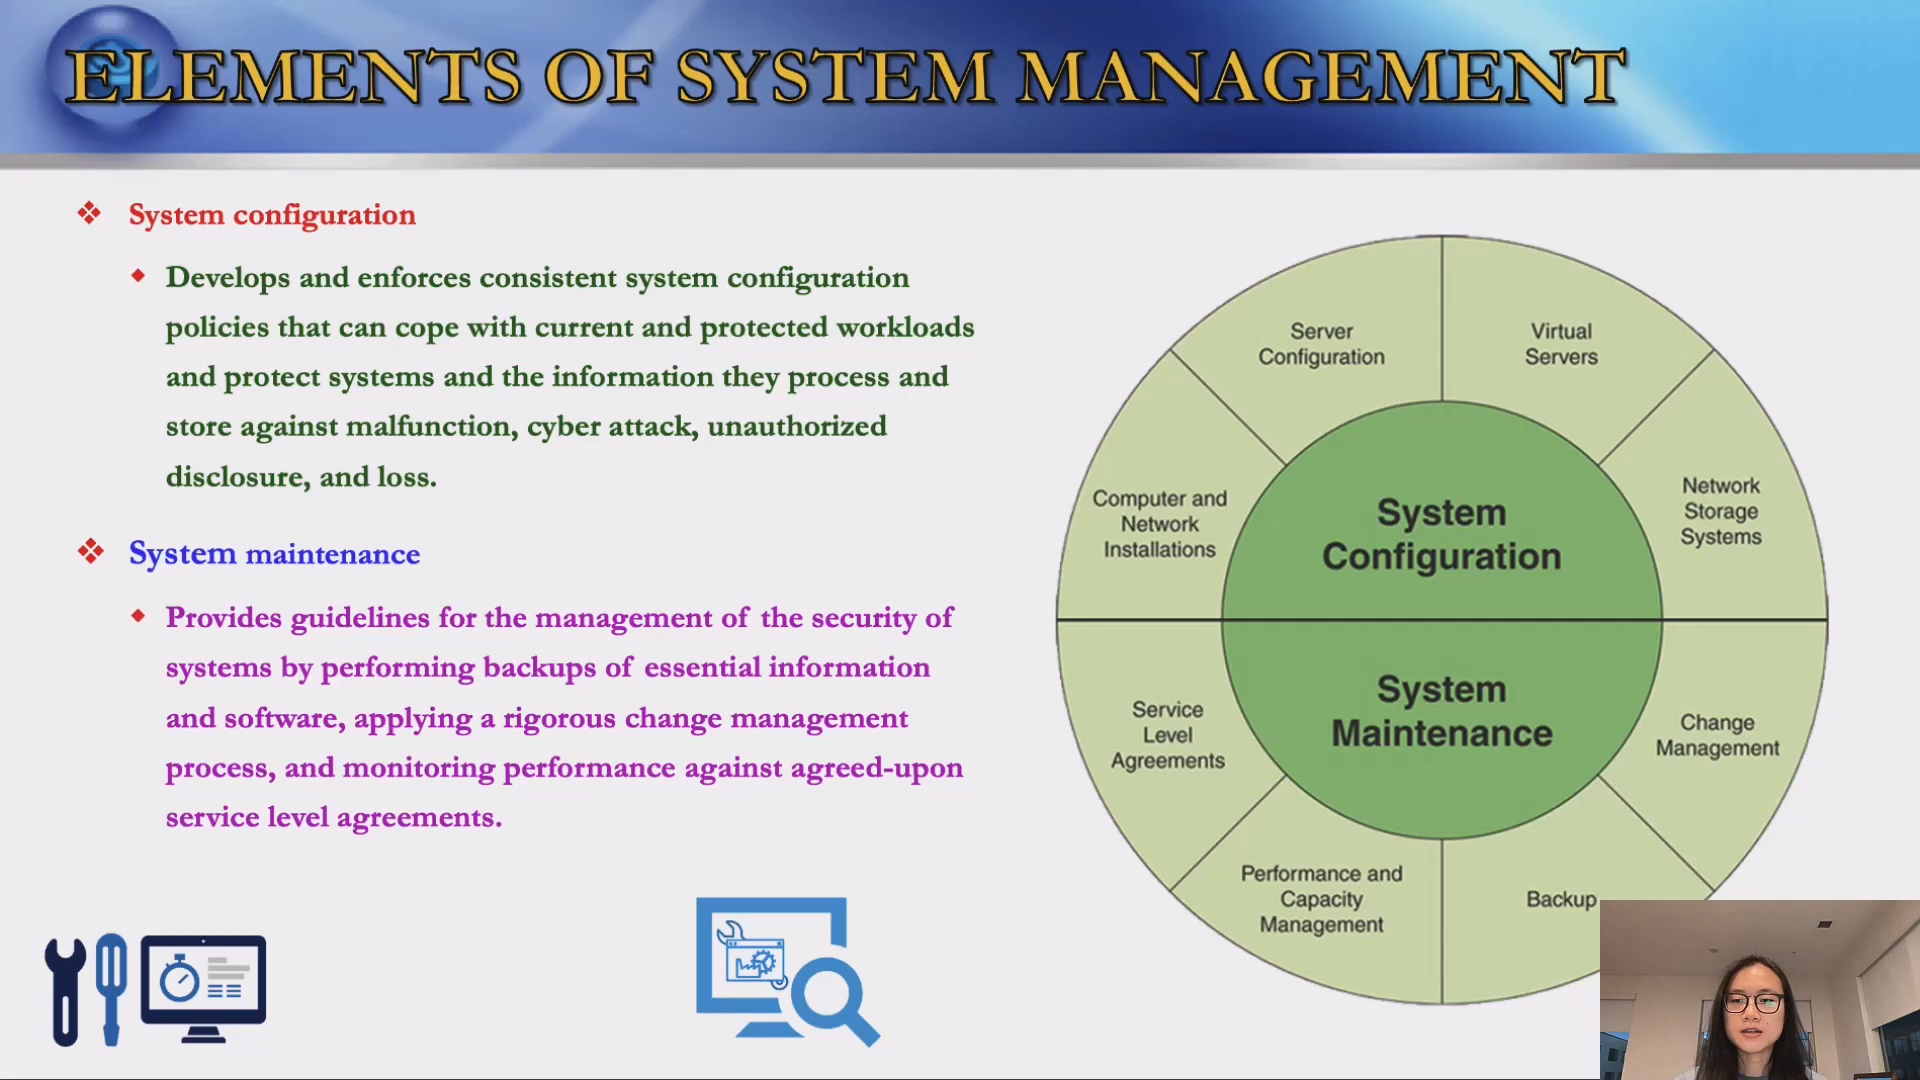 ELEMENTS OF SYSTEM MANAGEMENT
System configuration
Develops and enforces consistent system configuration
policies that can cope with current and protected workloads
and protect systems and the information they process and
store against malfunction, cyber attack, unauthorized
disclosure, and loss.
System maintenance
Provides guidelines for the management of the security of
systems by performing backups of essential information
and software, applying a rigorous change management
process, and monitoring performance against agreed-upon
service level agreements.
Server
Configuration
Virtual
Servers
Computer and
Network
Installations
Network
Storage
Systems
System
Configuration
System
Maintenance
Service
Level
Agreements
Change
Management
Performance and
Capacity
Management
Backup